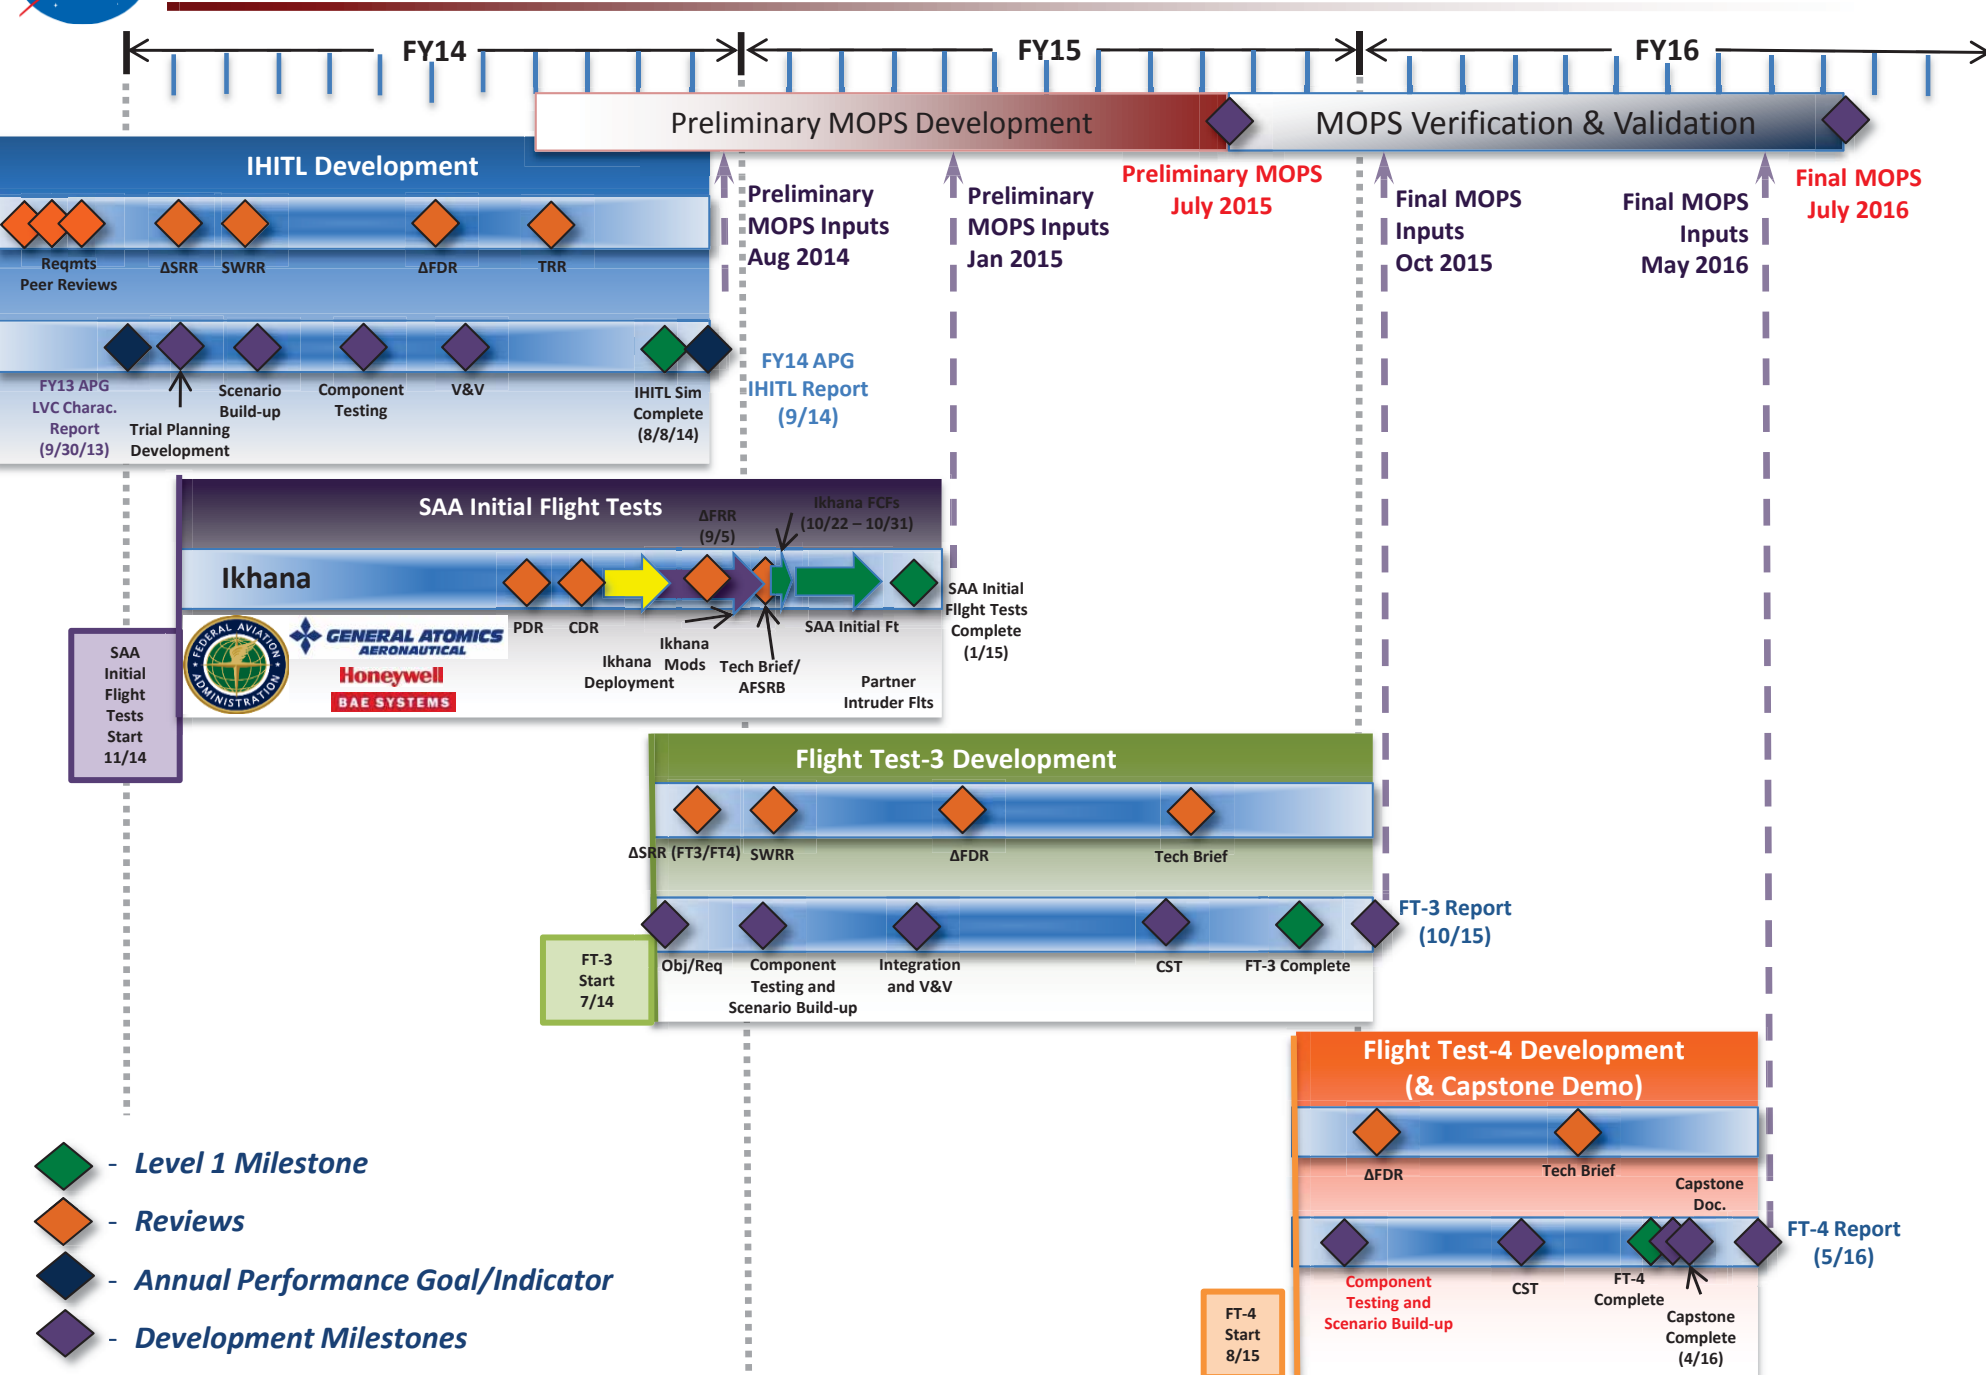 FY14
FY15
FY16
Preliminary MOPS Development
MOPS Verification & Validation
IHITL Development
Reqmts
Peer Reviews
ΔSRR
SWRR
ΔFDR
TRR
Preliminary
MOPS Inputs
Aug 2014
Preliminary
MOPS Inputs
Jan 2015
Preliminary MOPS
July 2015
Final MOPS
Inputs
Oct 2015
Final MOPS
Inputs
May 2016
Final MOPS
July 2016
FY13 APG
LVC Charac.
Report
(9/30/13)
Trial Planning
Development
Scenario
Build-up
Component
Testing
V&V
IHITL Sim
Complete
(8/8/14)
FY14 APG
IHITL Report
(9/14)
SAA Initial Flight Tests
ΔFRR
(9/5)
Ikhana FCFs
(10/22 – 10/31)
Ikhana
PDR
CDR
Ikhana
Deployment
Ikhana
Mods
Tech Brief/
AFSRB
SAA Initial Ft
Partner
Intruder Flts
SAA Initial
Flight Tests
Complete
(1/15)
FEDERAL AVIATION
ADMINISTRATION
GENERAL ATOMICS
AERONAUTICAL
Honeywell
BAE SYSTEMS
SAA
Initial
Flight
Tests
Start
11/14
Flight Test-3 Development
ΔSRR (FT3/FT4)
SWRR
ΔFDR
Tech Brief
FT-3
Start
7/14
Obj/Req
Component
Testing and
Scenario Build-up
Integration
and V&V
CST
FT-3 Complete
FT-3 Report
(10/15)
Flight Test-4 Development
(& Capstone Demo)
ΔFDR
Tech Brief
Capstone
Doc.
FT-4
Start
8/15
Component
Testing and
Scenario Build-up
CST
FT-4
Complete
Capstone
Complete
(4/16)
FT-4 Report
(5/16)
- Level 1 Milestone
- Reviews
- Annual Performance Goal/Indicator
- Development Milestones